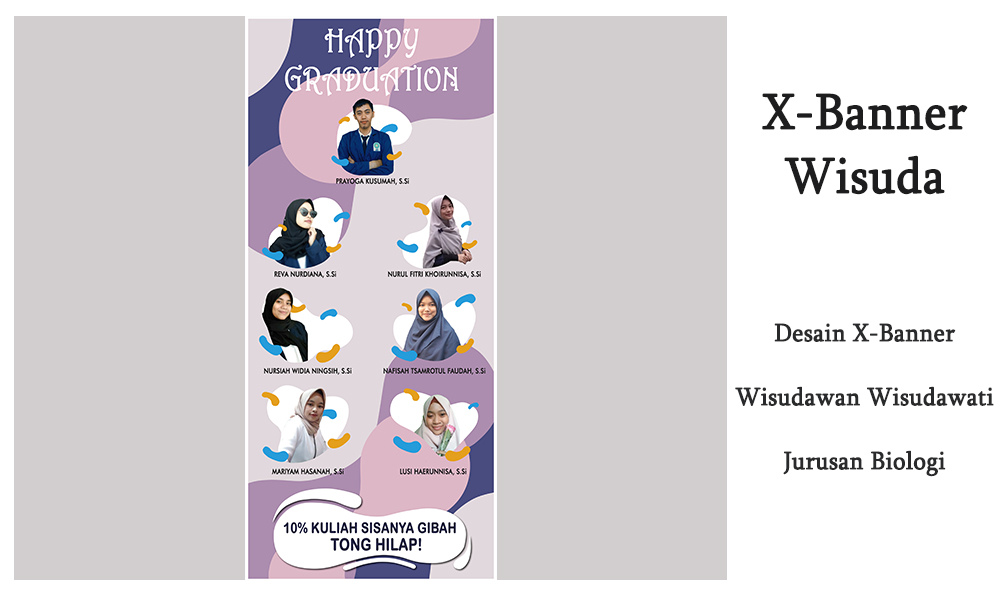 HAPPY
GRADUATION
PRAYOGA KUSUMAH, S.Si
REVA NURDIANA, S.Si
NURUL FITRI KHOIRUNNISA, S.Si
NURSIAH WIDIA NINGSIH, S.Si
NAFISAH TSAMROTUL FAUDAH, S.Si
MARIYAM HASANAH, S.Si
LUSI HAERUNNISA, S.Si
10% KULIAH SISANYA GIBAH
TONG HILAP!
X-Banner
Wisuda
Desain X-Banner
Wisudawan Wisudawati
Jurusan Biologi